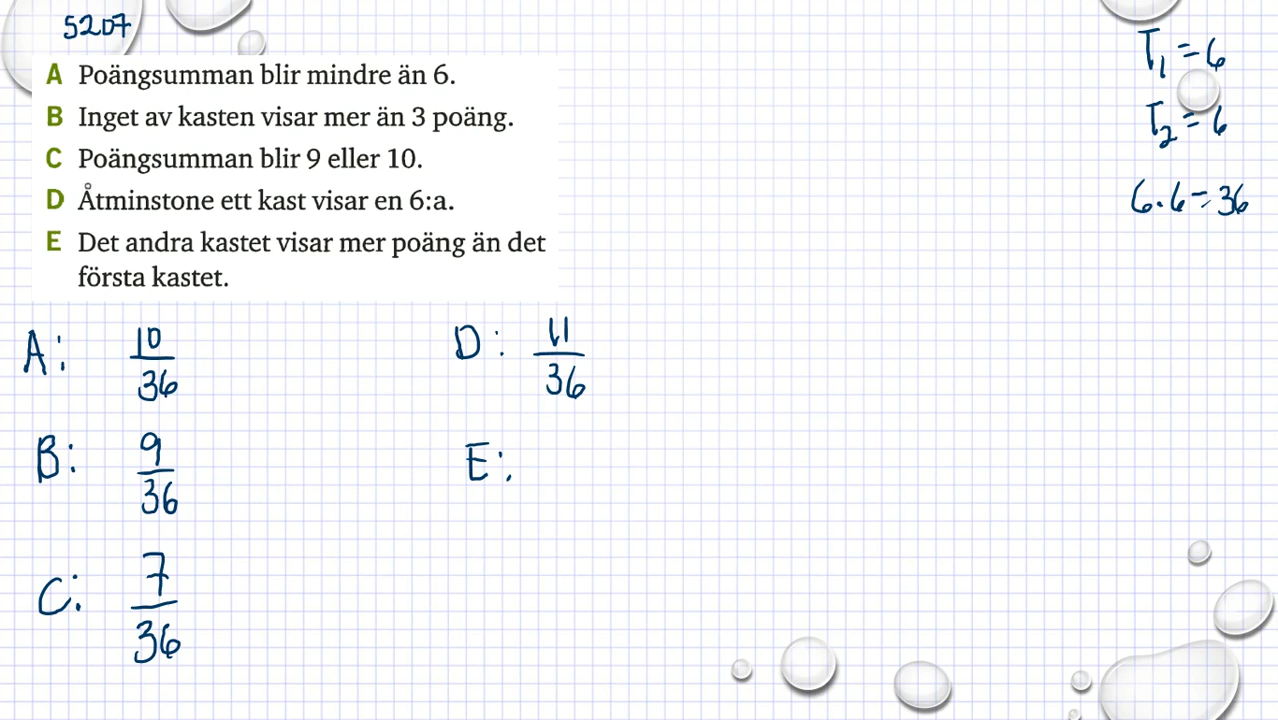 5207
A Poängsumman blir mindre än 6.
B Inget av kasten visar mer än 3 poäng.
C Poängsumman blir 9 eller 10.
D Åtminstone ett kast visar en 6:a.
E Det andra kastet visar mer poäng än det
första kastet.
T₁ = 6
T₂ = 6
6·6=36
A: 10/36
B: 9/36
C: 7/36
D: 11/36
E: